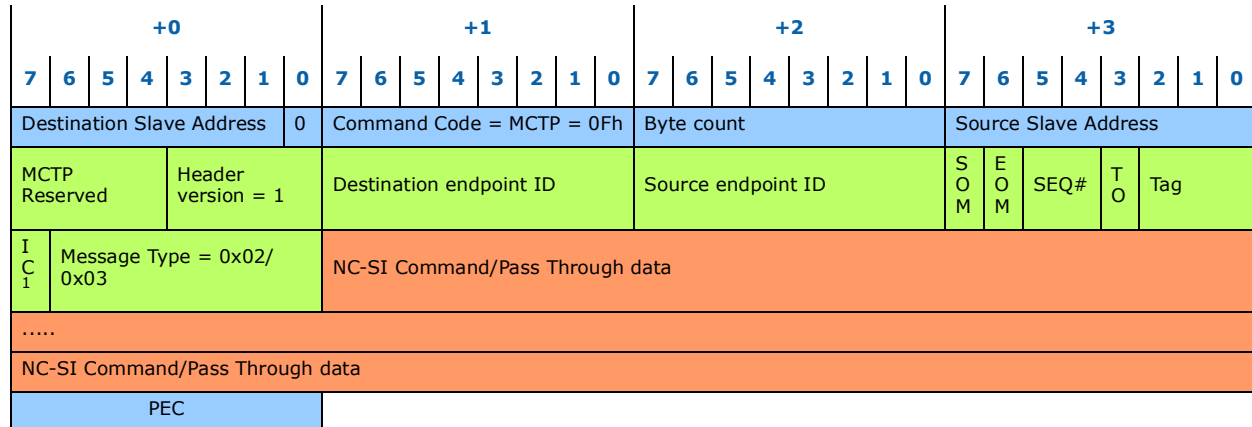 +0 +1 +2 +3
7 6 5 4 3 2 1 0 7 6 5 4 3 2 1 0 7 6 5 4 3 2 1 0 7 6 5 4 3 2 1 0
Destination Slave Address 0 Command Code = MCTP = 0Fh Byte count Source Slave Address
MCTP
Reserved
Header
version = 1
Destination endpoint ID
Source endpoint ID
S
O
M
E
O
M
SEQ#
T
O
Tag
I
C
1
Message Type = 0x02/
0x03
NC-SI Command/Pass Through data
.....
NC-SI Command/Pass Through data
PEC